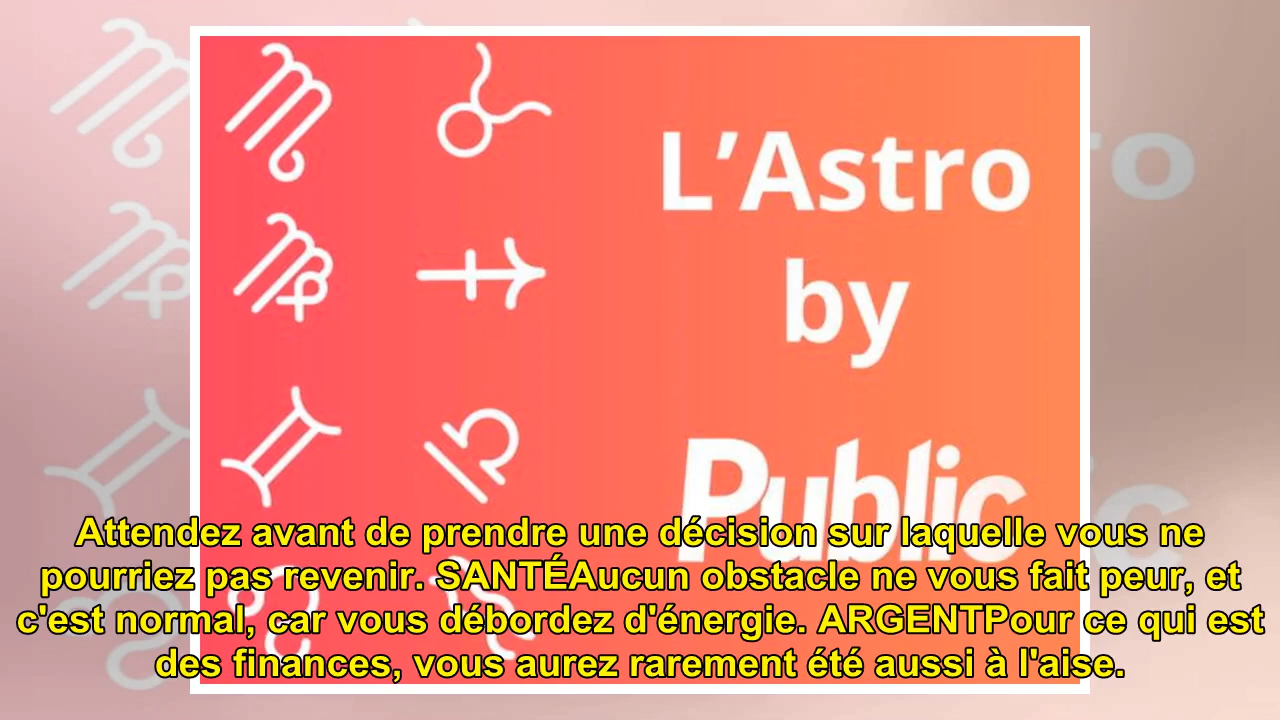 L'Astro
by
Public
Attendez avant de prendre une décision sur laquelle vous ne
pourriez pas revenir. SANTÉAucun obstacle ne vous fait peur, et
c'est normal, car vous débordez d'énergie. ARGENTPour ce qui est
des finances, vous aurez rarement été aussi à l'aise.